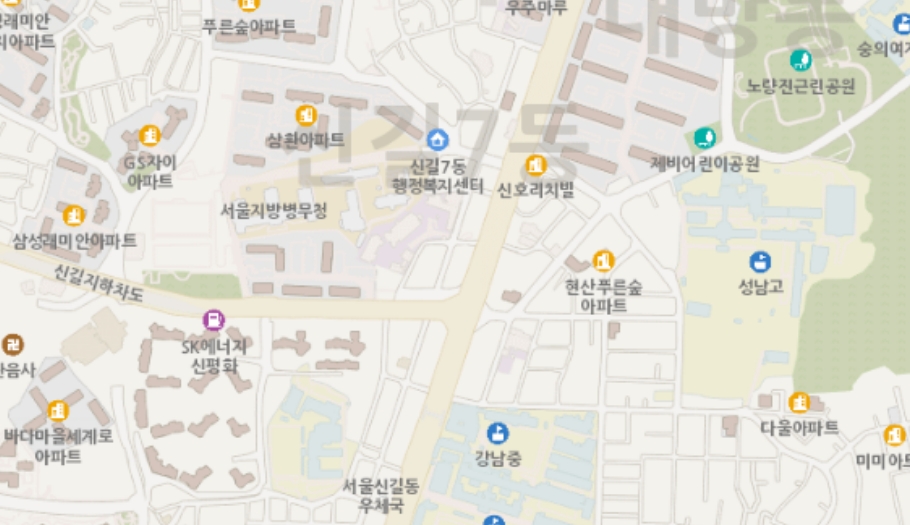 우주마루
대방동
푸른숲아파트
숭의여
노량진근린공원
신길7동
삼환아파트
GS자이
아파트
신길7동
행정복지센터
신호리치빌
제비어린이공원
서울지방병무청
삼성래미안아파트
신길지하차도
현산푸른숲
아파트
성남고
SK에너지
신평화
바다마을세계로
아파트
다울아파트
강남중
미미아
서울신길동
우체국